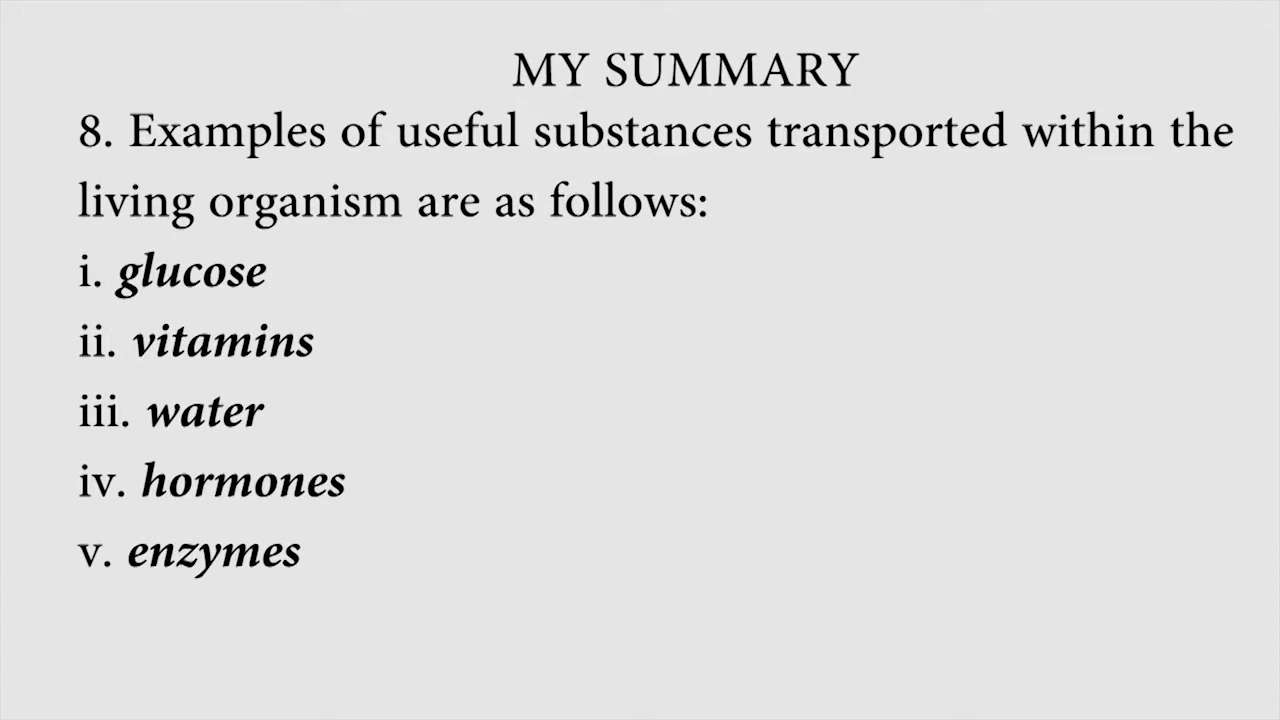 MY SUMMARY
8. Examples of useful substances transported within the
living organism are as follows:
i. glucose
ii. vitamins
iii. water
iv. hormones
v. enzymes